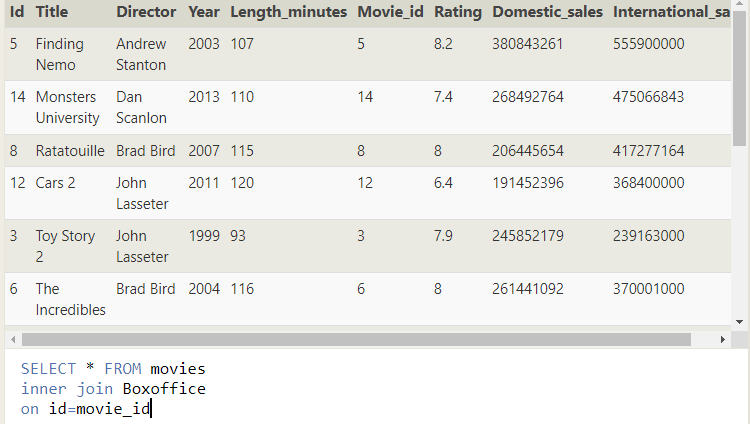 Id Title Director Year Length_minutes Movie_id Rating Domestic_sales International_sa
5 Finding Andrew 2003 107 5 8.2 380843261 555900000
Nemo Stanton
14 Monsters Dan 2013 110 14 7.4 268492764 475066843
University Scanlon
8 Ratatouille Brad Bird 2007 115 8 8 206445654 417277164
12 Cars 2 John 2011 120 12 6.4 191452396 368400000
Lasseter
3 Toy Story John 1999 93 3 7.9 245852179 239163000
2 Lasseter
6 The Brad Bird 2004 116 6 8 261441092 370001000
Incredibles
SELECT * FROM movies
inner join Boxoffice
on id=movie_id